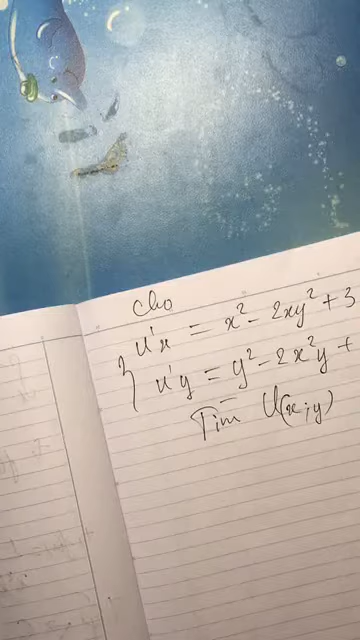 Cho
u'x = x² - 2xy² + 3
u'y = y² - 2x²y +
Tìm U(x;y)